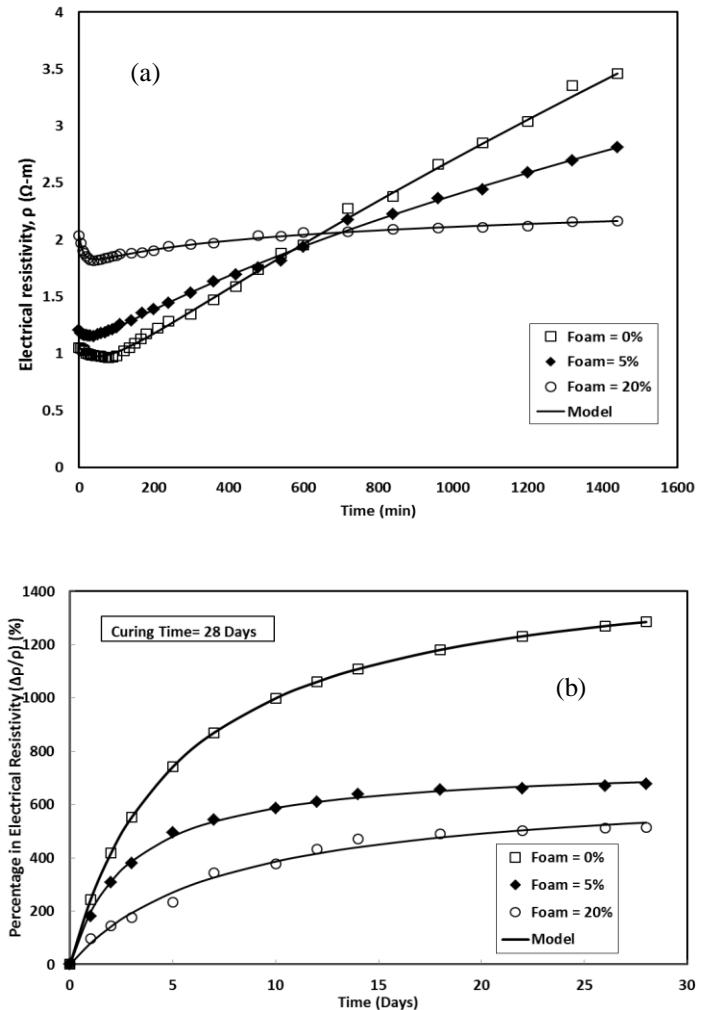 4
3.5
3
2.5
2
1.5
1
0.5
0
Electrical resistivity, ρ (Ω-m)
(a)
Foam = 0%
Foam= 5%
Foam = 20%
Model
0 200 400 600 800 1000 1200 1400 1600
Time (min)
1400
1200
1000
800
600
400
200
0
Percentage in Electrical Resistivity (Δρ/ρ) (%)
Curing Time= 28 Days
(b)
Foam = 0%
Foam = 5%
Foam = 20%
Model
0 5 10 15 20 25 30
Time (Days)